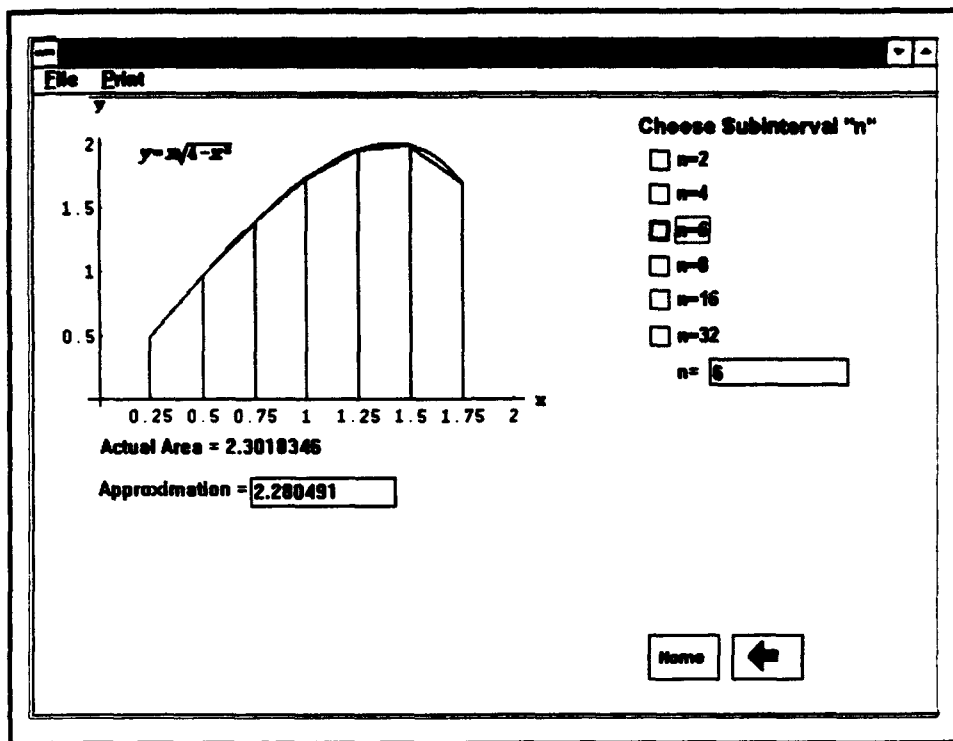 File Print
y
2
y=x√4-x²
1.5
1
0.5
0.25 0.5 0.75 1 1.25 1.5 1.75 2 x
Actual Area = 2.3018346
Approximation = 2.280491
Choose Subinterval "n"
n=2
n=4
n=6
n=8
n=16
n=32
n= 6
Home